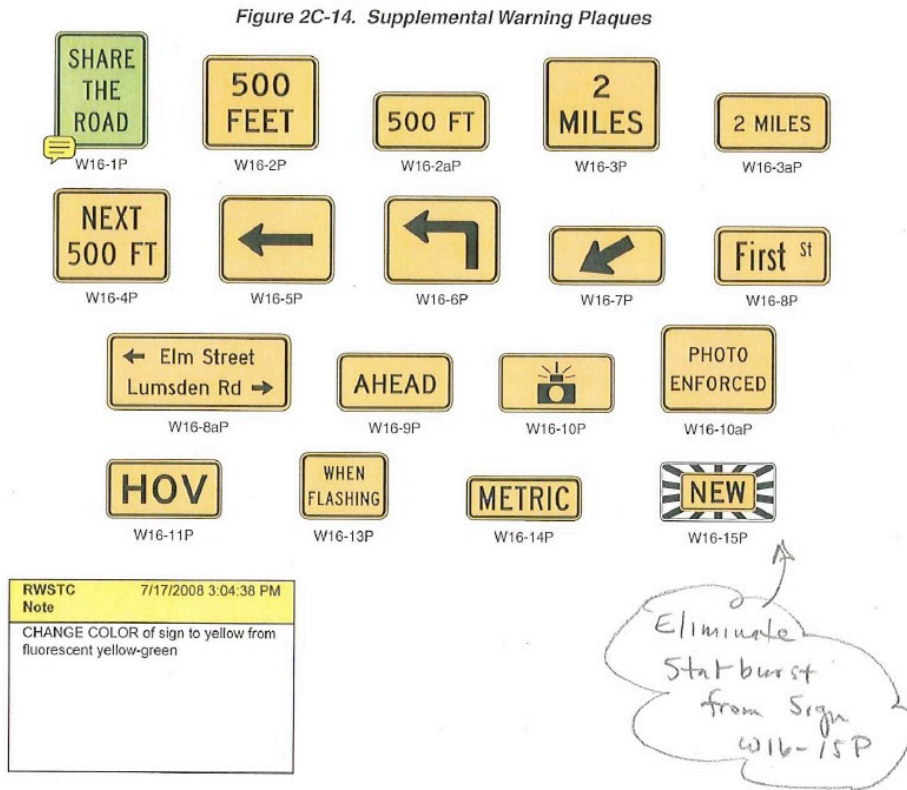 Figure 2C-14. Supplemental Warning Plaques
SHARE
THE
ROAD
W16-1P
500
FEET
W16-2P
500 FT
W16-2aP
2
MILES
W16-3P
2 MILES
W16-3aP
NEXT
500 FT
W16-4P
W16-5P
W16-6P
W16-7P
First St
W16-8P
← Elm Street
Lumsden Rd →
W16-8aP
AHEAD
W16-9P
W16-10P
PHOTO
ENFORCED
W16-10aP
HOV
W16-11P
WHEN
FLASHING
W16-13P
METRIC
W16-14P
NEW
W16-15P
RWSTC 7/17/2008 3:04:38 PM
Note
CHANGE COLOR of sign to yellow from
fluorescent yellow-green
Eliminate
Starburst
from Sign
W16-15P